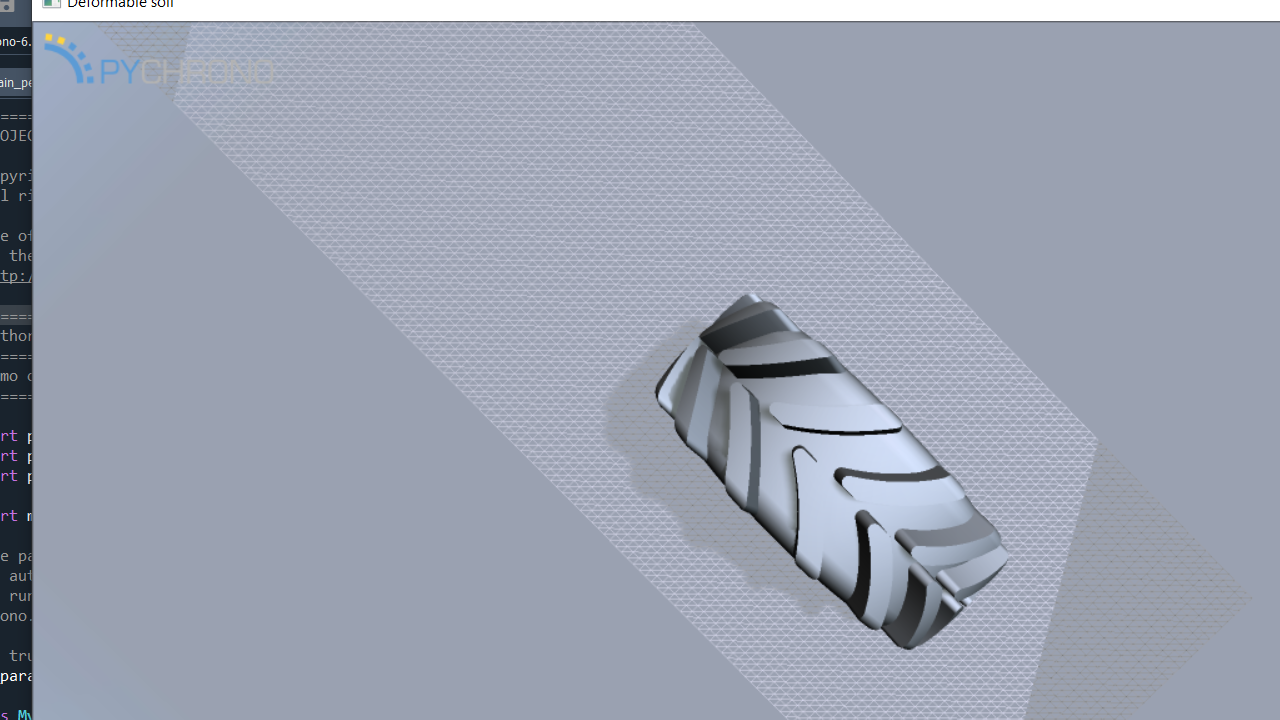 Deformable soil
ono-6.
PYCHRONO
ain_pe
====
OJEC
pyri
l ri
e of
the
tp:/
====
thor
====
mo c
====
rt p
rt p
rt p
rt m
e pa
aut
run
ono.
tru
para
s My